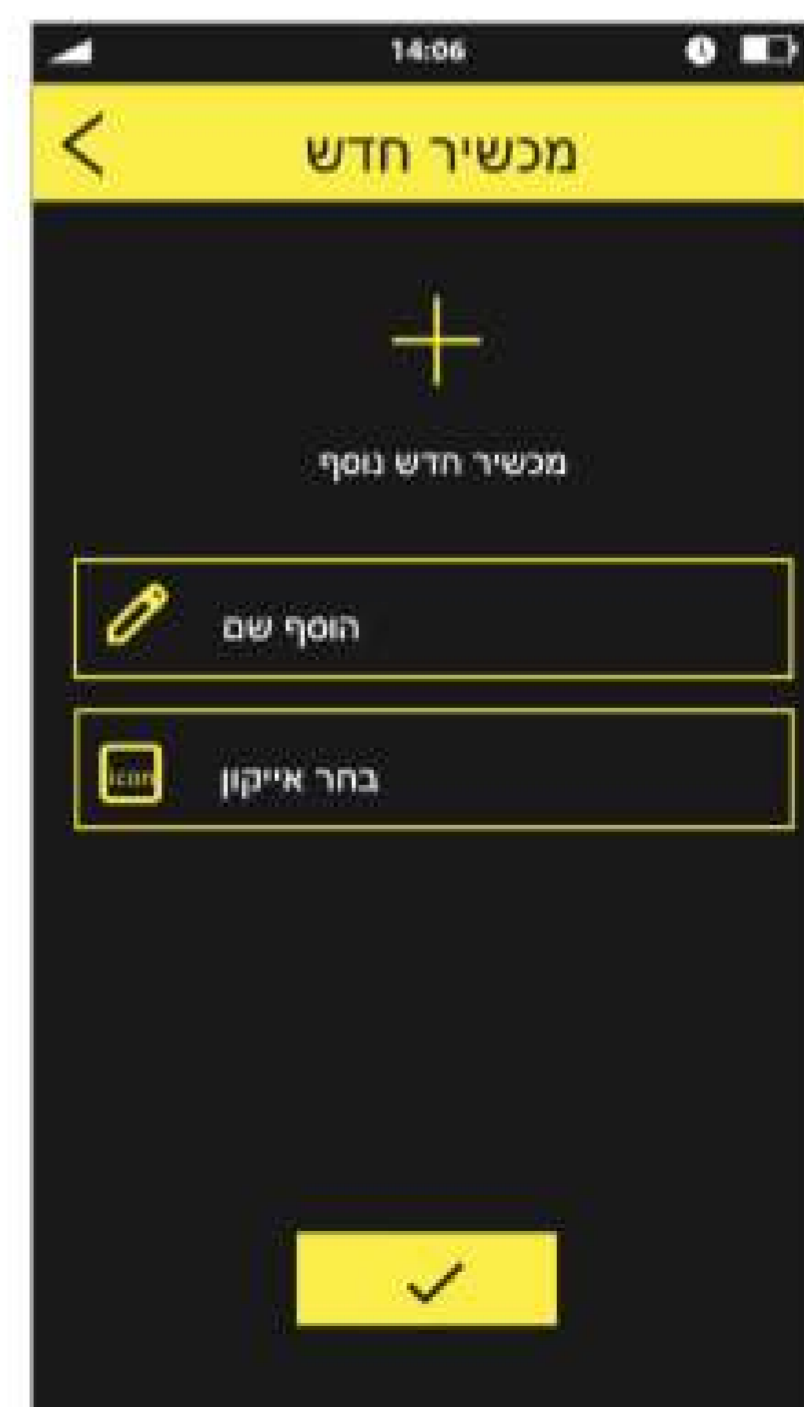 14:06
מכשיר חדש
מכשיר חדש נוסף
הוסף שם
icon
בחר אייקון